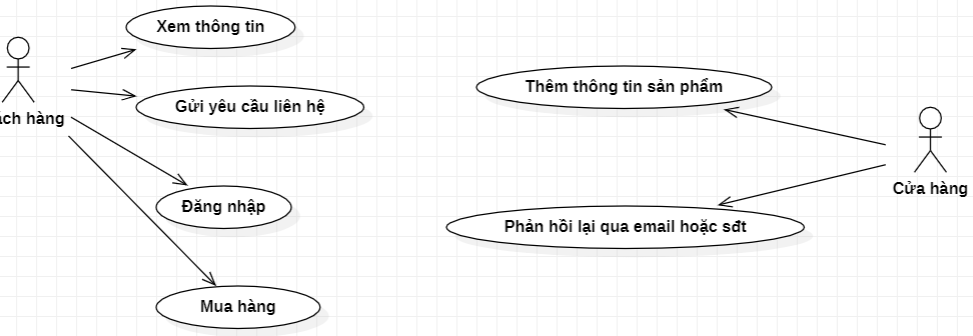 Xem thông tin
Gửi yêu cầu liên hệ
hàng
Đăng nhập
Mua hàng
Thêm thông tin sản phẩm
Cửa hàng
Phản hồi lại qua email hoặc sđt